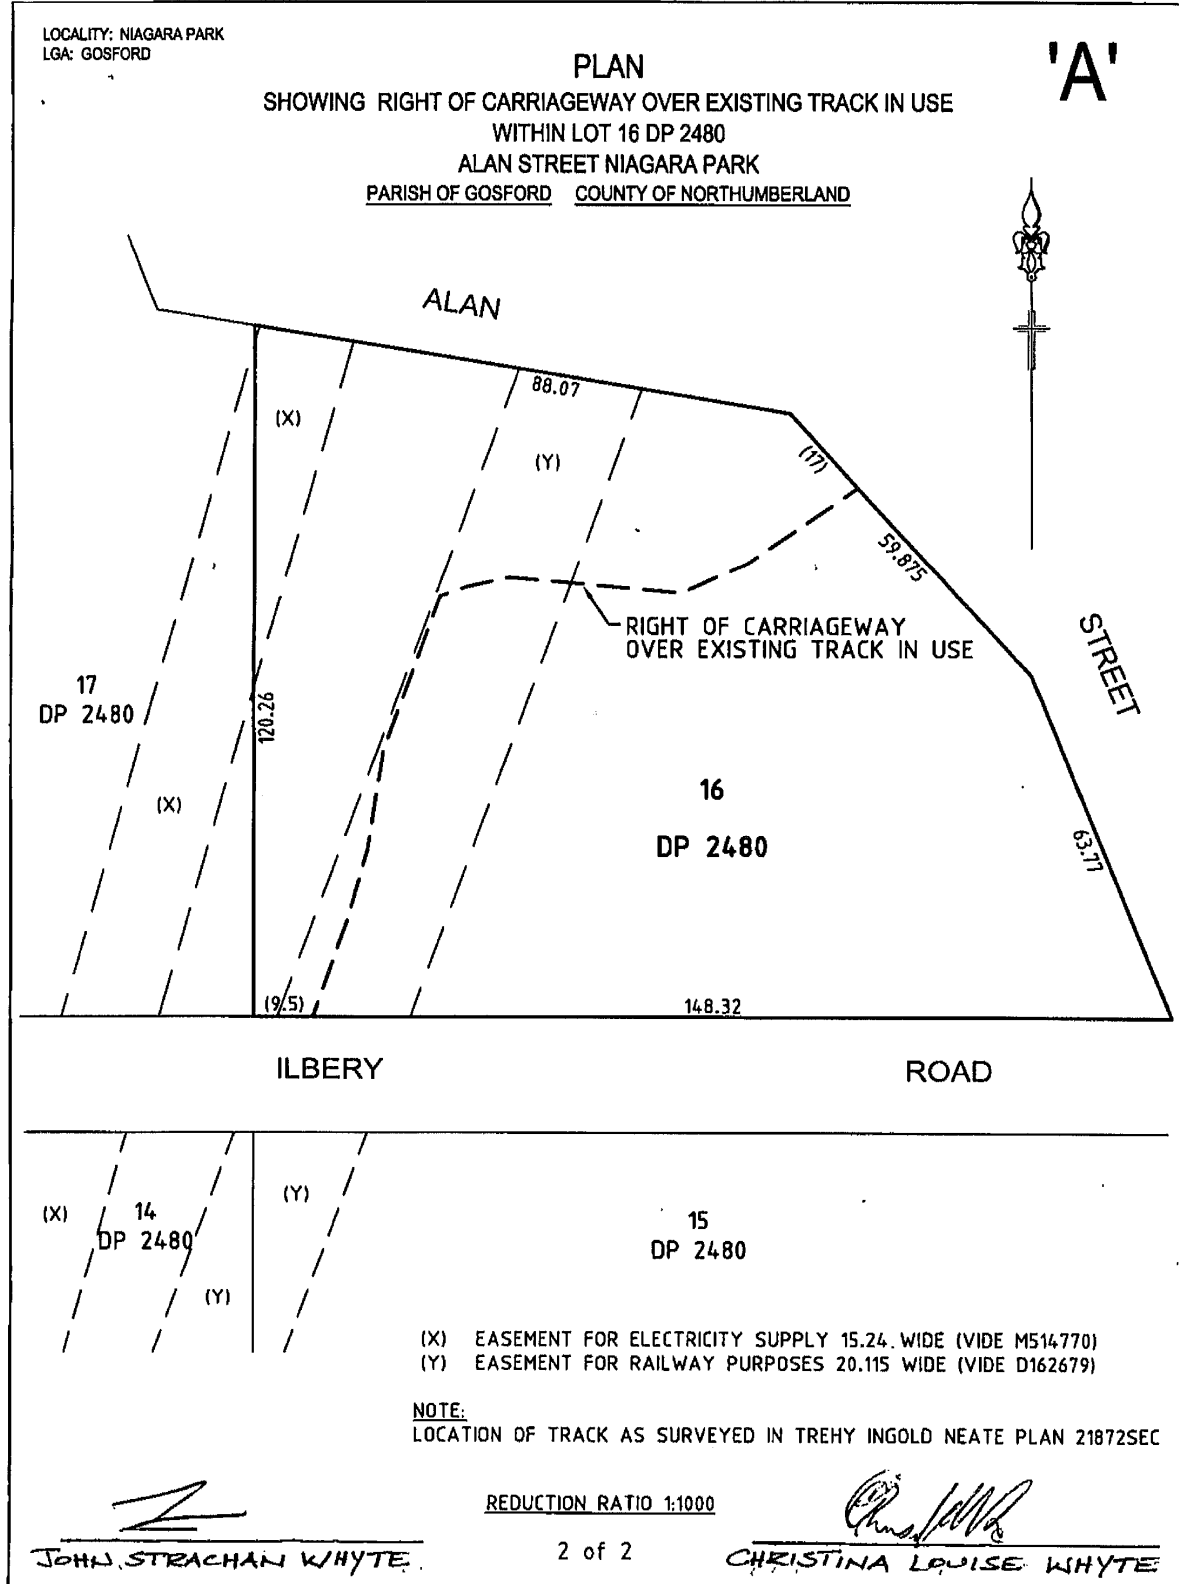 LOCALITY: NIAGARA PARK
LGA: GOSFORD
'A'
PLAN
SHOWING RIGHT OF CARRIAGEWAY OVER EXISTING TRACK IN USE
WITHIN LOT 16 DP 2480
ALAN STREET NIAGARA PARK
PARISH OF GOSFORD COUNTY OF NORTHUMBERLAND
ALAN
88.07
(X)
(Y)
(17)
59.875
RIGHT OF CARRIAGEWAY
OVER EXISTING TRACK IN USE
STREET
17
DP 2480
120.26
(X)
16
DP 2480
63.77
(9.5)
148.32
ILBERY ROAD
(X)
14
DP 2480
(Y)
(Y)
15
DP 2480
(X) EASEMENT FOR ELECTRICITY SUPPLY 15.24. WIDE (VIDE M514770)
(Y) EASEMENT FOR RAILWAY PURPOSES 20.115 WIDE (VIDE D162679)
NOTE:
LOCATION OF TRACK AS SURVEYED IN TREHY INGOLD NEATE PLAN 21872SEC
REDUCTION RATIO 1:1000
JOHN STRACHAN WHYTE
2 of 2
CHRISTINA LOUISE WHYTE